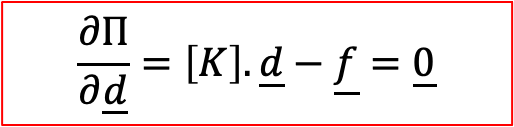 ∂Π/∂d̲ = [K]. d̲ − f̲ = 0̲